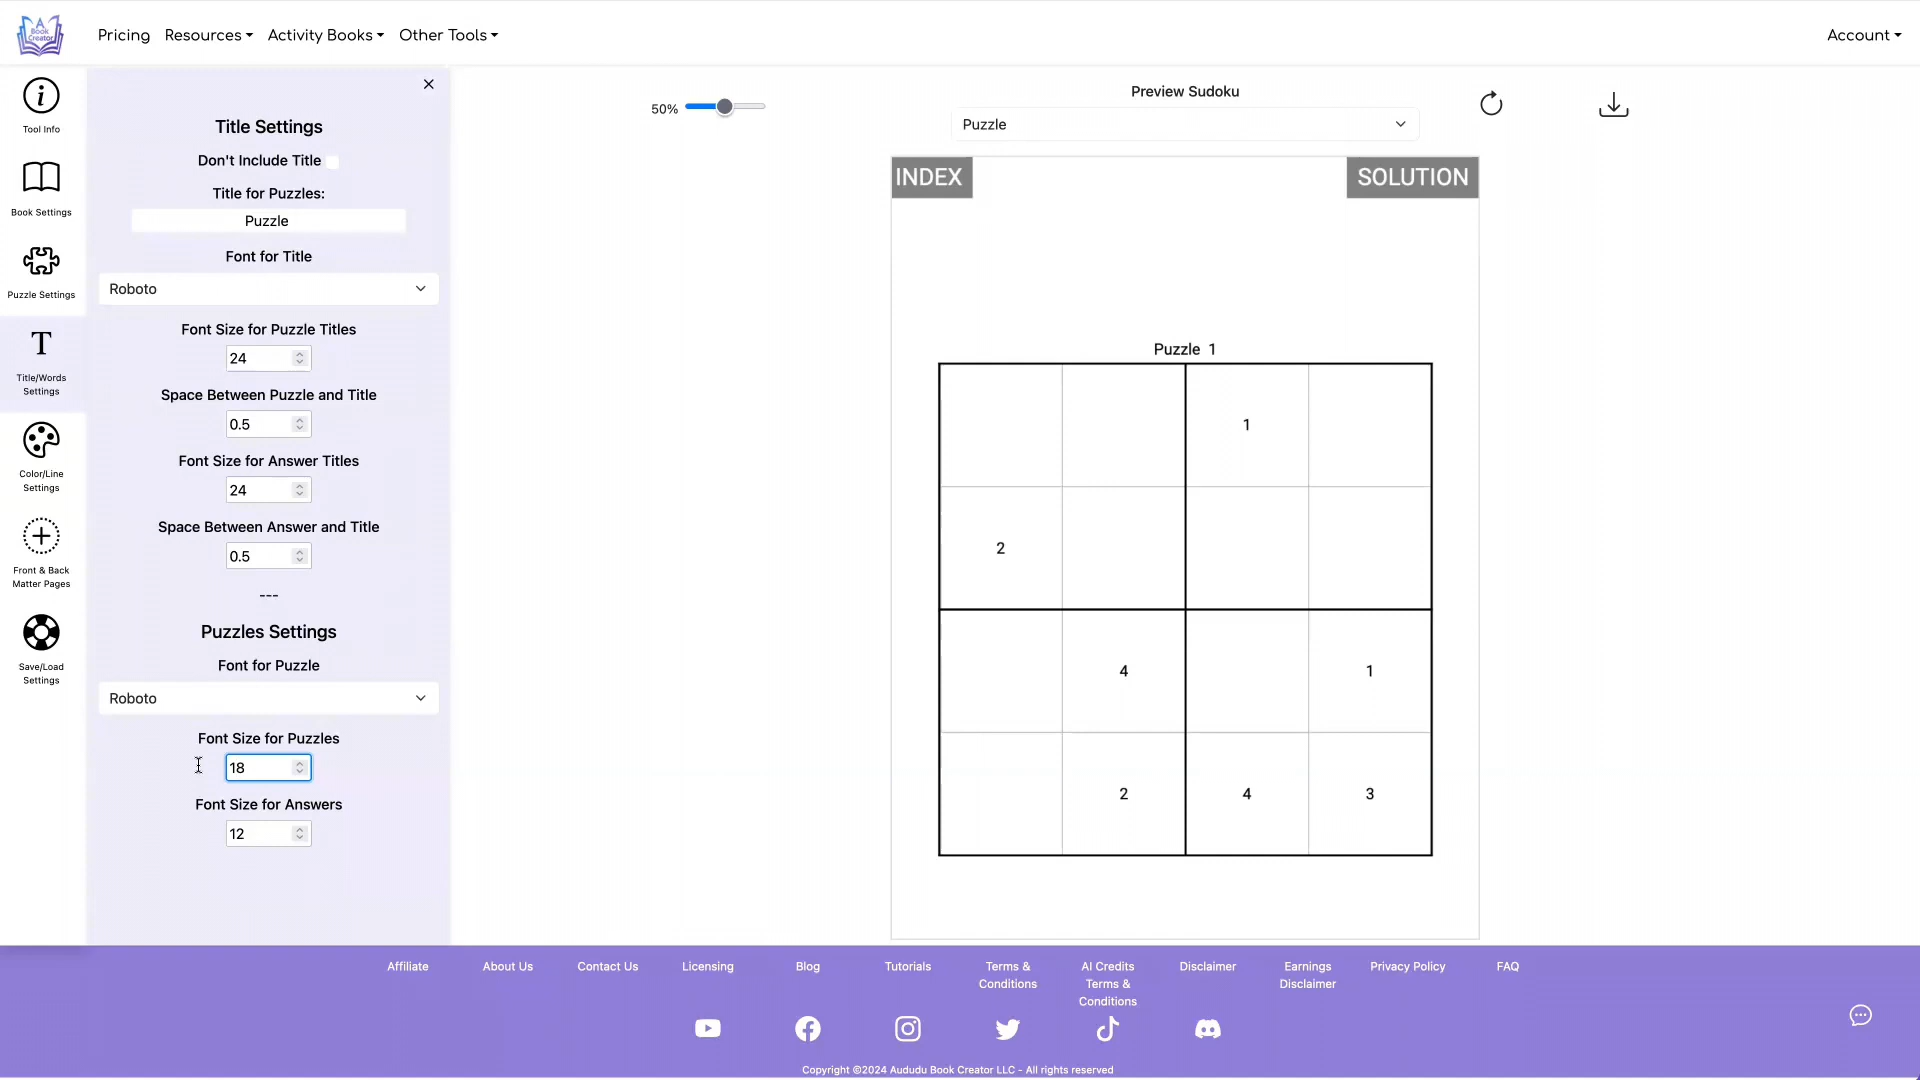 A
Book
Creator
Pricing
Resources
Activity Books
Other Tools
Account
Tool Info
Book Settings
Puzzle Settings
Title/Words
Settings
Color/Line
Settings
Front & Back
Matter Pages
Save/Load
Settings
Title Settings
Don't Include Title
Title for Puzzles:
Puzzle
Font for Title
Roboto
Font Size for Puzzle Titles
24
Space Between Puzzle and Title
0.5
Font Size for Answer Titles
24
Space Between Answer and Title
0.5
---
Puzzles Settings
Font for Puzzle
Roboto
Font Size for Puzzles
18
Font Size for Answers
12
50%
Preview Sudoku
Puzzle
INDEX
SOLUTION
Puzzle 1
1
2
4 1
2 4 3
Affiliate
About Us
Contact Us
Licensing
Blog
Tutorials
Terms &
Conditions
AI Credits
Terms &
Conditions
Disclaimer
Earnings
Disclaimer
Privacy Policy
FAQ
Copyright ©2024 Aududu Book Creator LLC - All rights reserved